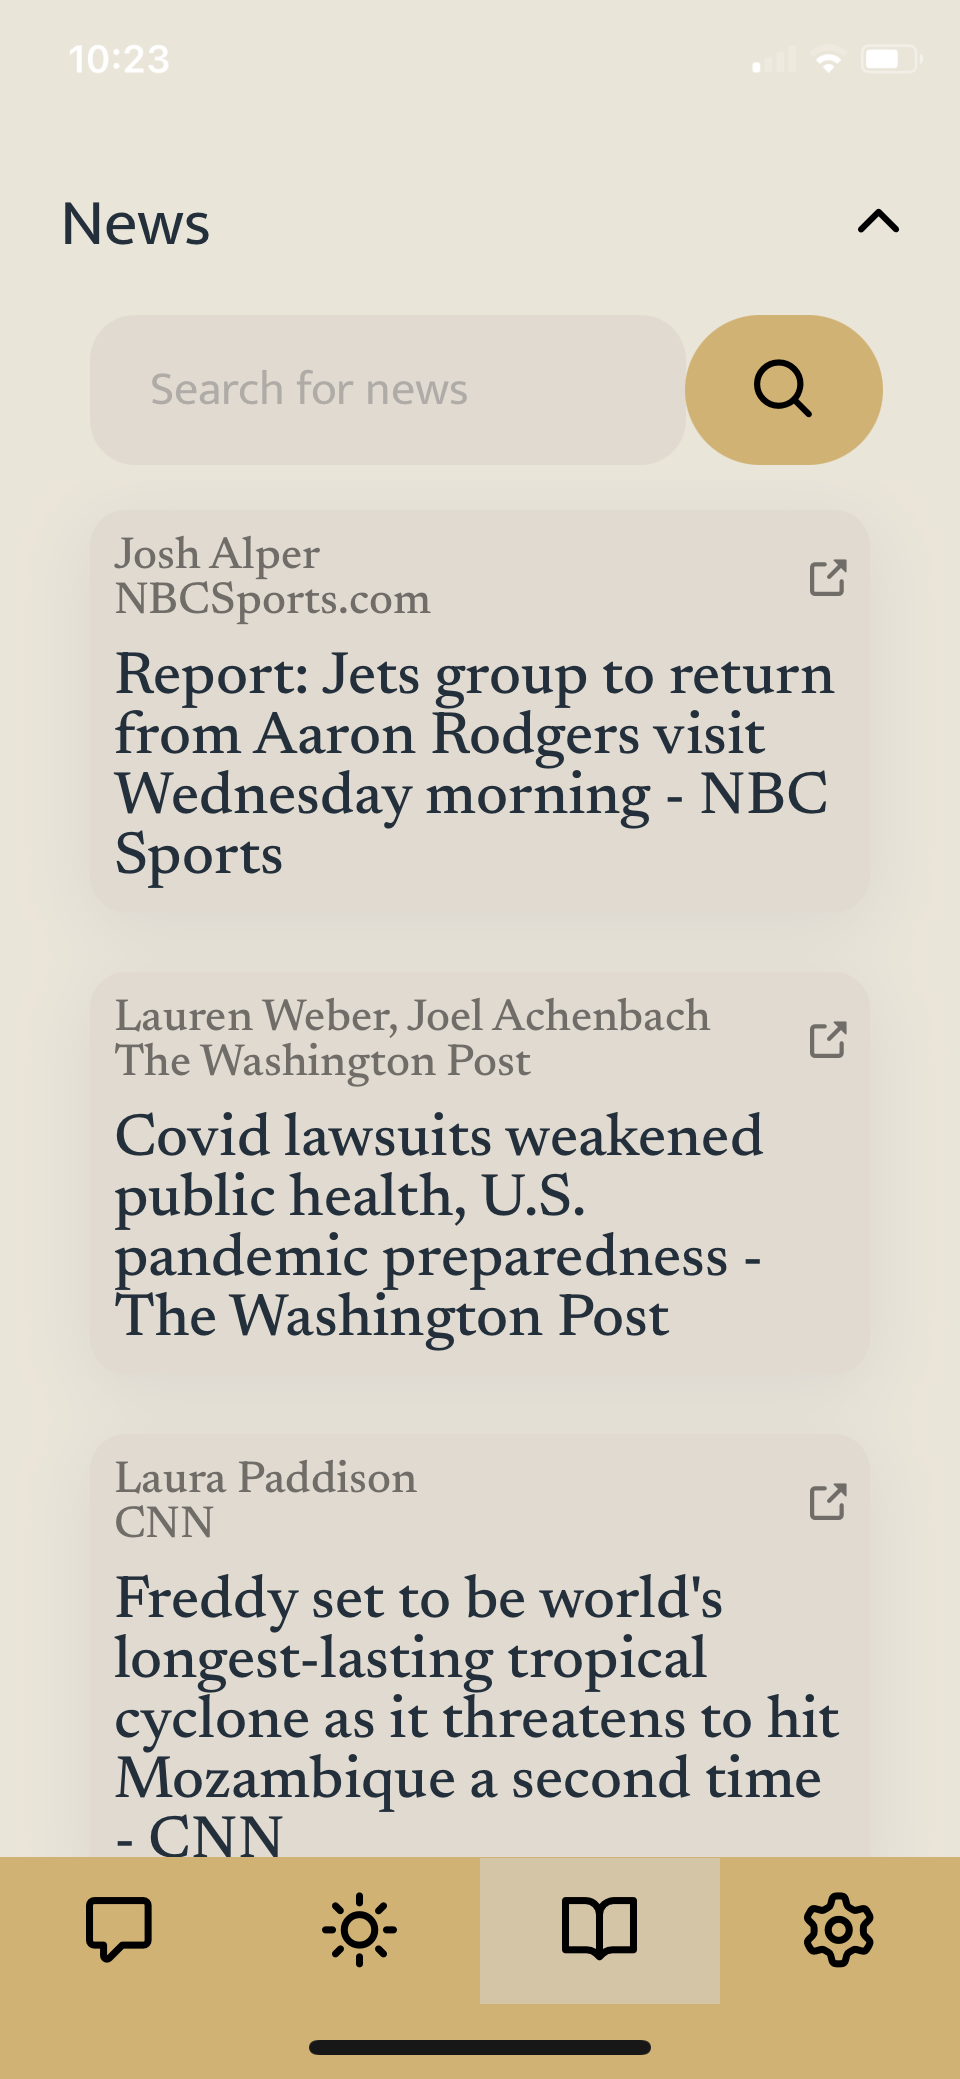 10:23
News
Search for news
Josh Alper
NBCSports.com
Report: Jets group to return
from Aaron Rodgers visit
Wednesday morning - NBC
Sports
Lauren Weber, Joel Achenbach
The Washington Post
Covid lawsuits weakened
public health, U.S.
pandemic preparedness -
The Washington Post
Laura Paddison
CNN
Freddy set to be world's
longest-lasting tropical
cyclone as it threatens to hit
Mozambique a second time
- CNN